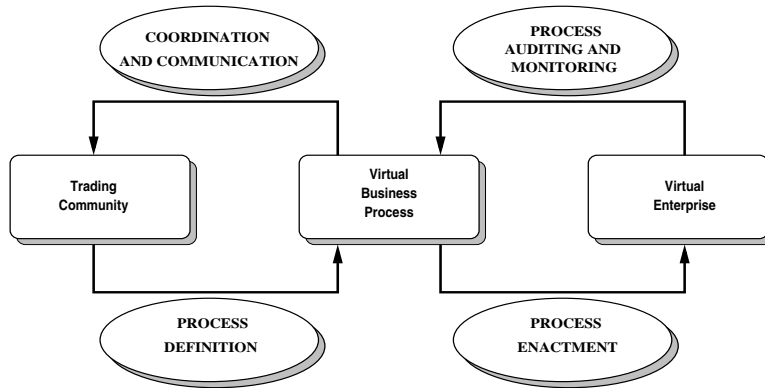 COORDINATION
AND COMMUNICATION
PROCESS
AUDITING AND
MONITORING
Trading
Community
Virtual
Business
Process
Virtual
Enterprise
PROCESS
DEFINITION
PROCESS
ENACTMENT